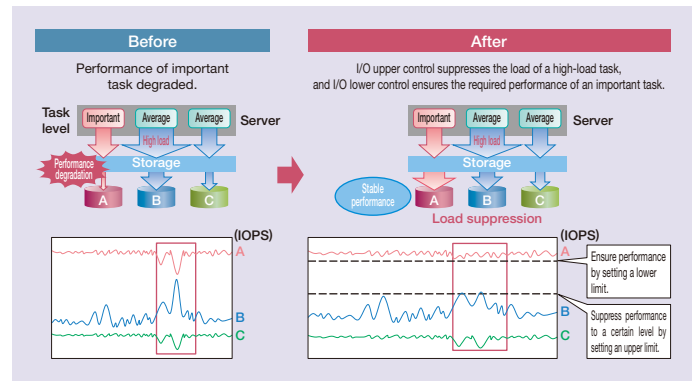 Before
Performance of important
task degraded.
Task
level
Important
Average
Average
Server
High load
Storage
Performance
degradation
A
B
C
(IOPS)
A
B
C
After
I/O upper control suppresses the load of a high-load task,
and I/O lower control ensures the required performance of an important task.
Important
Average
Average
Server
High load
Storage
Stable
performance
A
B
C
Load suppression
(IOPS)
A
B
C
Ensure performance
by setting a lower
limit.
Suppress performance
to a certain level by
setting an upper limit.